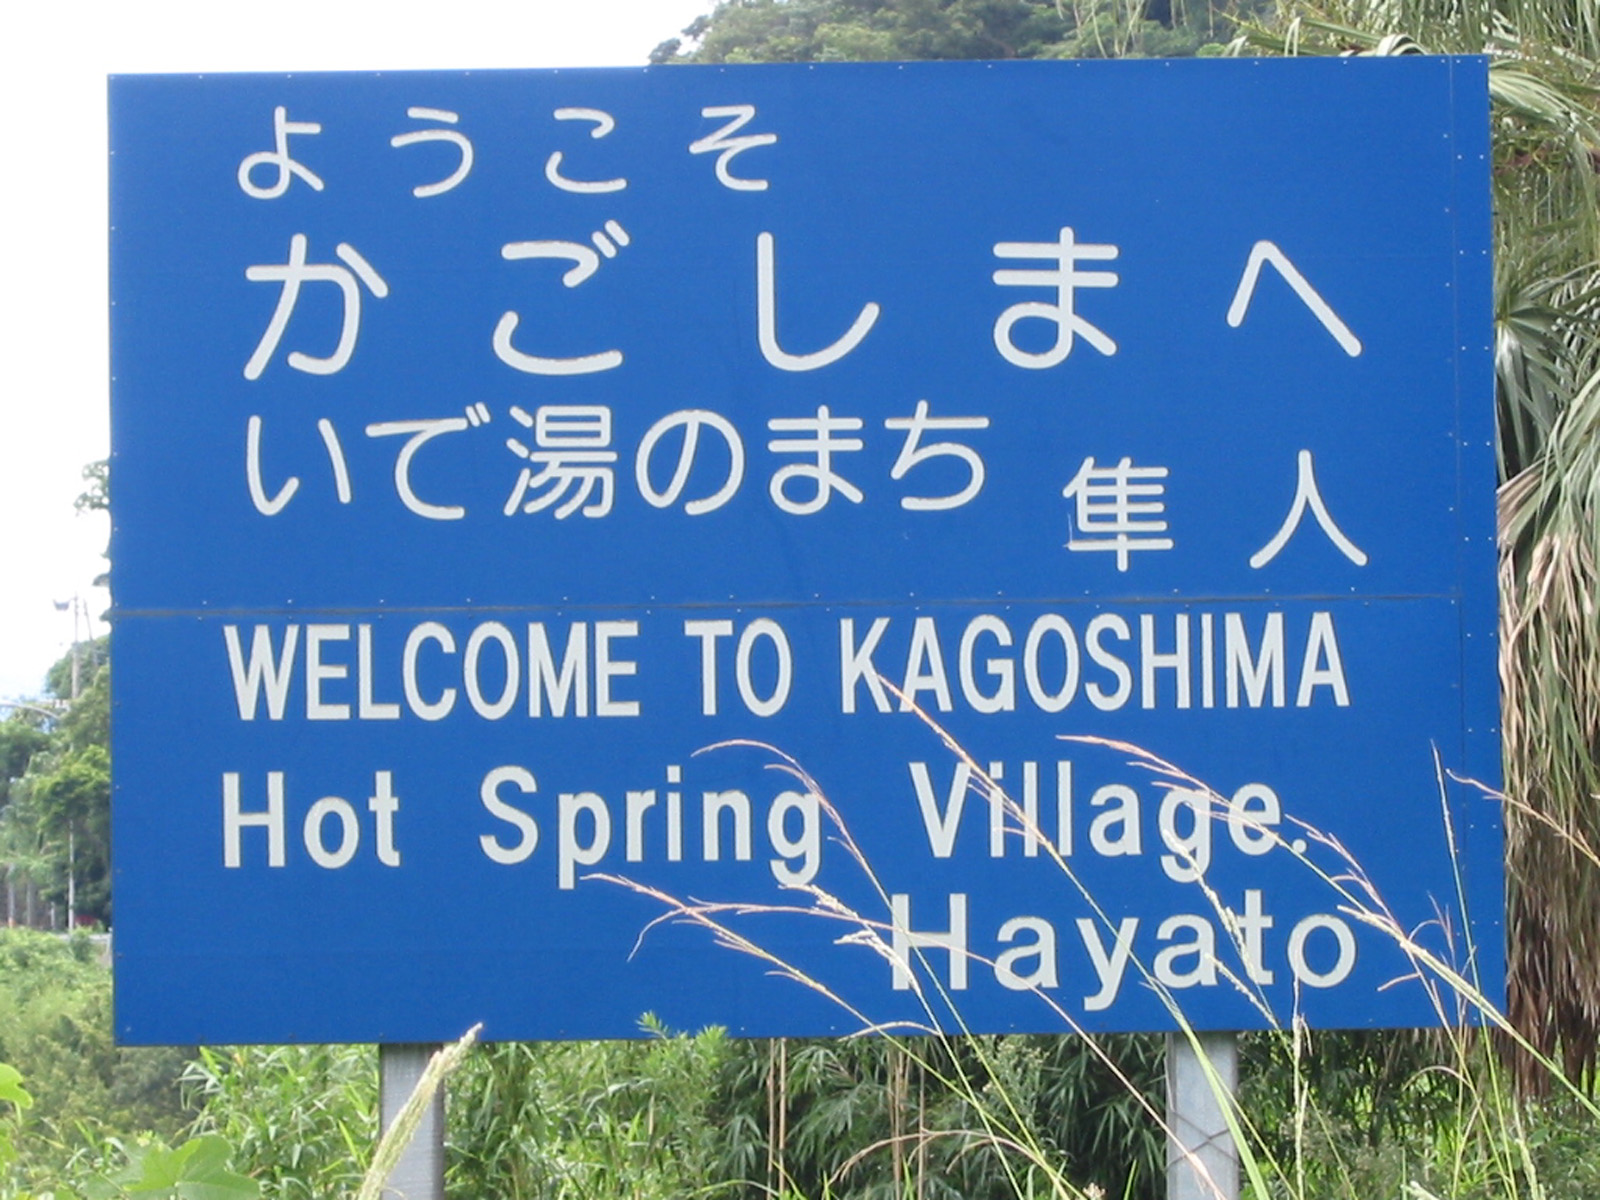 ようこそ
かごしまへ
いで湯のまち 隼人
WELCOME TO KAGOSHIMA
Hot Spring Village.
Hayato